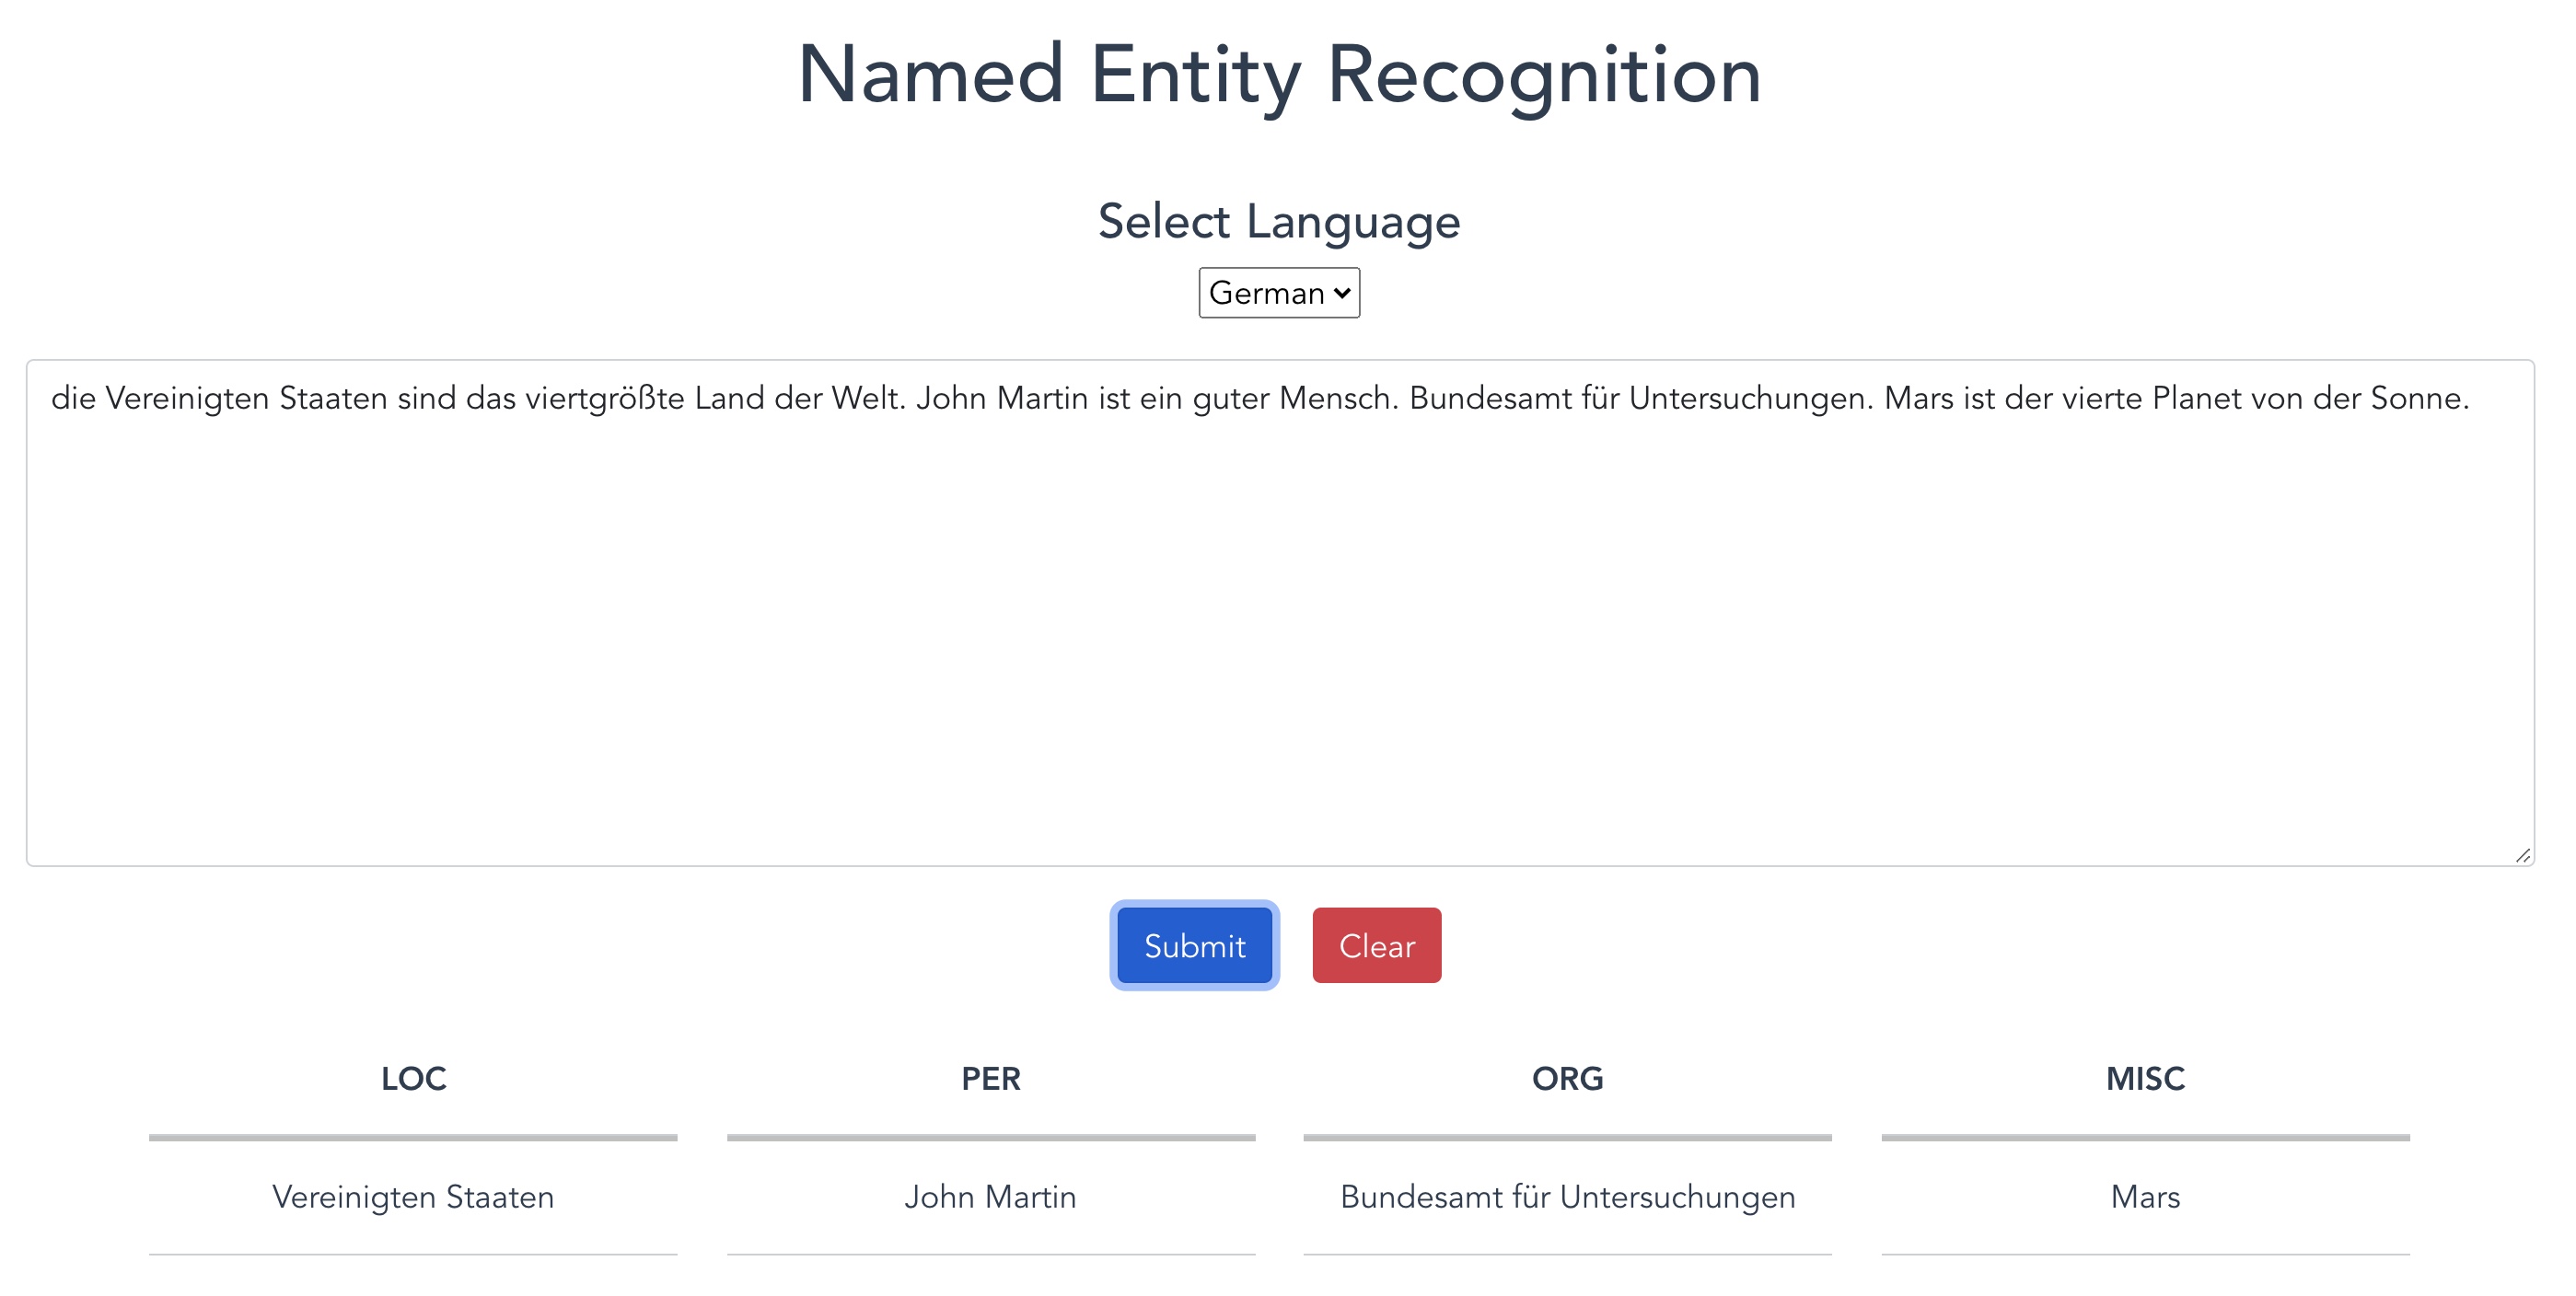 Named Entity Recognition
Select Language
German
die Vereinigten Staaten sind das viertgrößte Land der Welt. John Martin ist ein guter Mensch. Bundesamt für Untersuchungen. Mars ist der vierte Planet von der Sonne.
Submit Clear
LOC PER ORG MISC
Vereinigten Staaten John Martin Bundesamt für Untersuchungen Mars